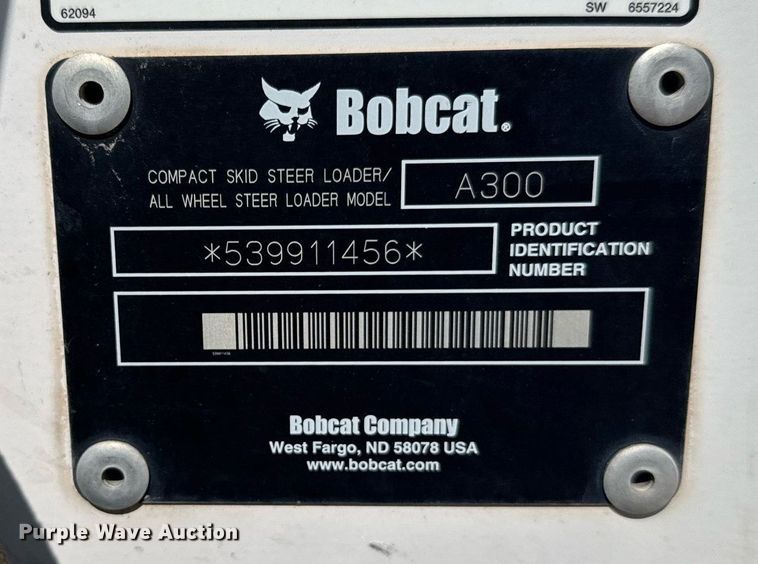 62094 SW 6557224
Bobcat®
COMPACT SKID STEER LOADER/
ALL WHEEL STEER LOADER MODEL A300
*539911456*
PRODUCT
IDENTIFICATION
NUMBER
Bobcat Company
West Fargo, ND 58078 USA
www.bobcat.com
Purple Wave Auction